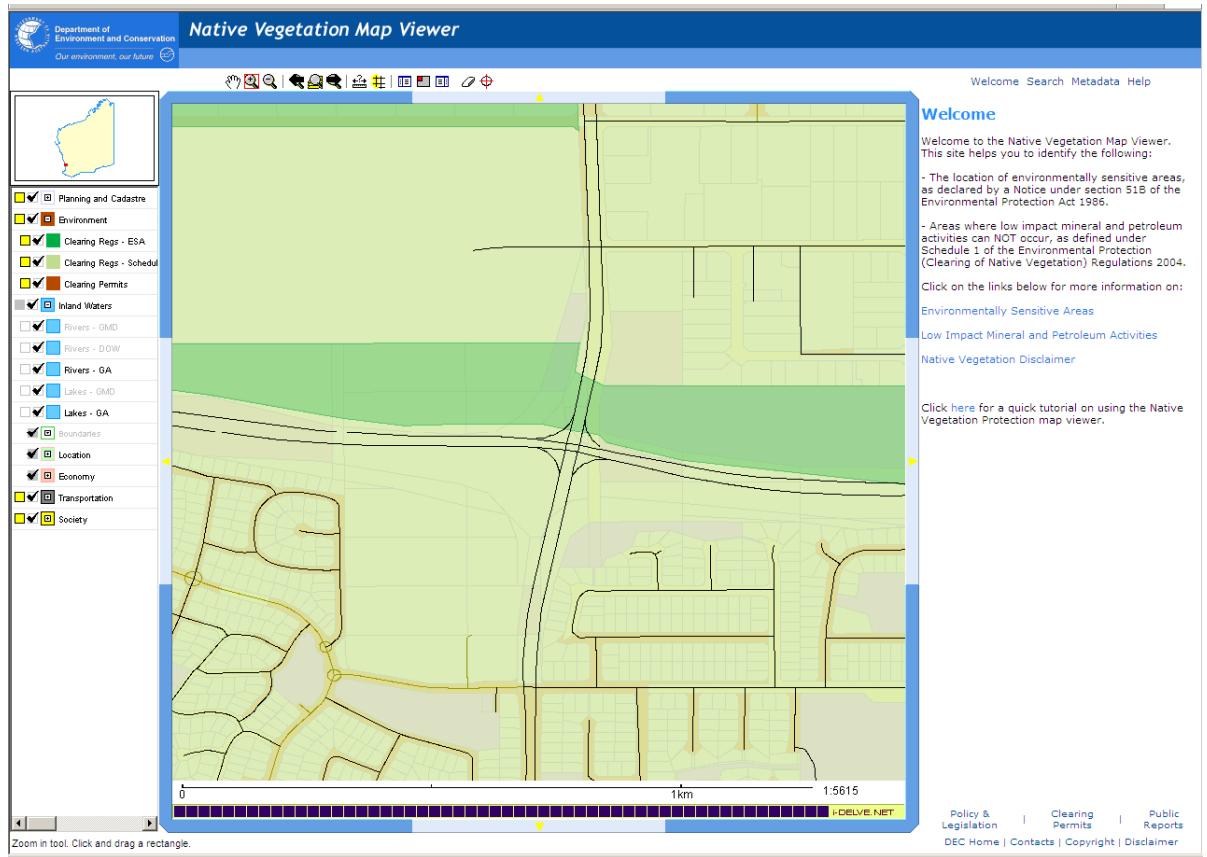 Department of
Environment and Conservation
Our environment, our future
Native Vegetation Map Viewer
Welcome Search Metadata Help
Planning and Cadastre
Environment
Clearing Regs - ESA
Clearing Regs - Schedul
Clearing Permits
Inland Waters
Rivers - GMD
Rivers - DOW
Rivers - GA
Lakes - GMD
Lakes - GA
Boundaries
Location
Economy
Transportation
Society
0
1km
1:5615
i-DELVE.NET
Welcome
Welcome to the Native Vegetation Map Viewer.
This site helps you to identify the following:
- The location of environmentally sensitive areas,
as declared by a Notice under section 51B of the
Environmental Protection Act 1986.
- Areas where low impact mineral and petroleum
activities can NOT occur, as defined under
Schedule 1 of the Environmental Protection
(Clearing of Native Vegetation) Regulations 2004.
Click on the links below for more information on:
Environmentally Sensitive Areas
Low Impact Mineral and Petroleum Activities
Native Vegetation Disclaimer
Click here for a quick tutorial on using the Native
Vegetation Protection map viewer.
Policy &
Legislation | Clearing
Permits | Public
Reports
DEC Home | Contacts | Copyright | Disclaimer
Zoom in tool. Click and drag a rectangle.